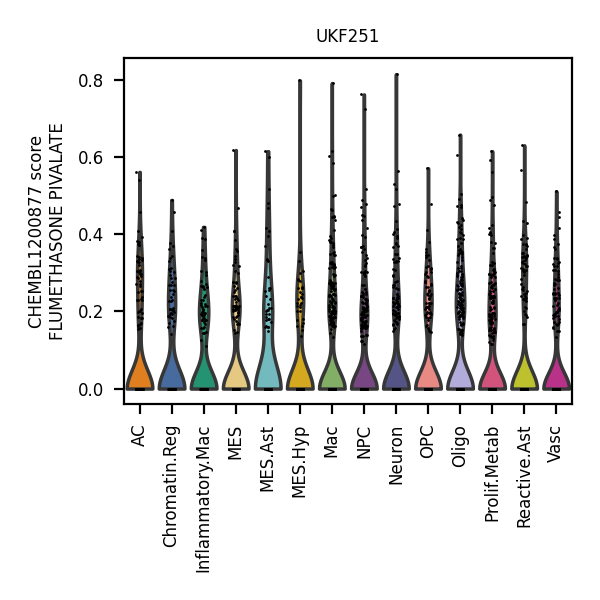 UKF251
CHEMBL1200877 score
FLUMETHASONE PIVALATE
0.8
0.6
0.4
0.2
0.0
AC
Chromatin.Reg
Inflammatory.Mac
MES
MES.Ast
MES.Hyp
Mac
NPC
Neuron
OPC
Oligo
Prolif.Metab
Reactive.Ast
Vasc